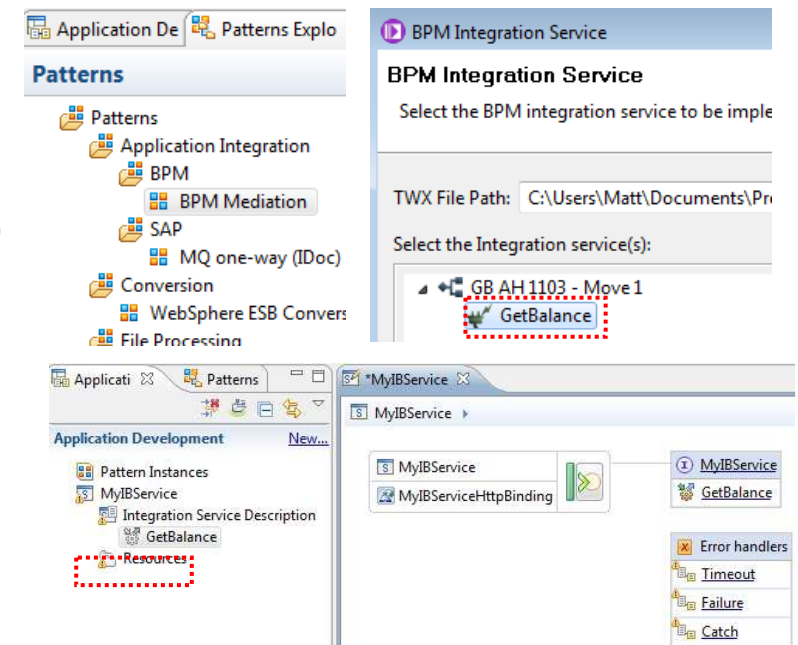 Application De
Patterns Explo
Patterns
Patterns
Application Integration
BPM
BPM Mediation
SAP
MQ one-way (IDoc)
Conversion
WebSphere ESB Convers
File Processing
BPM Integration Service
BPM Integration Service
Select the BPM integration service to be imple
TWX File Path: C:\Users\Matt\Documents\Pr
Select the Integration service(s):
GB AH 1103 - Move 1
GetBalance
Applicati
Patterns
Application Development New...
Pattern Instances
MyIBService
Integration Service Description
GetBalance
Resources
*MyIBService
MyIBService
MyIBService
MyIBServiceHttpBinding
MyIBService
GetBalance
Error handlers
Timeout
Failure
Catch